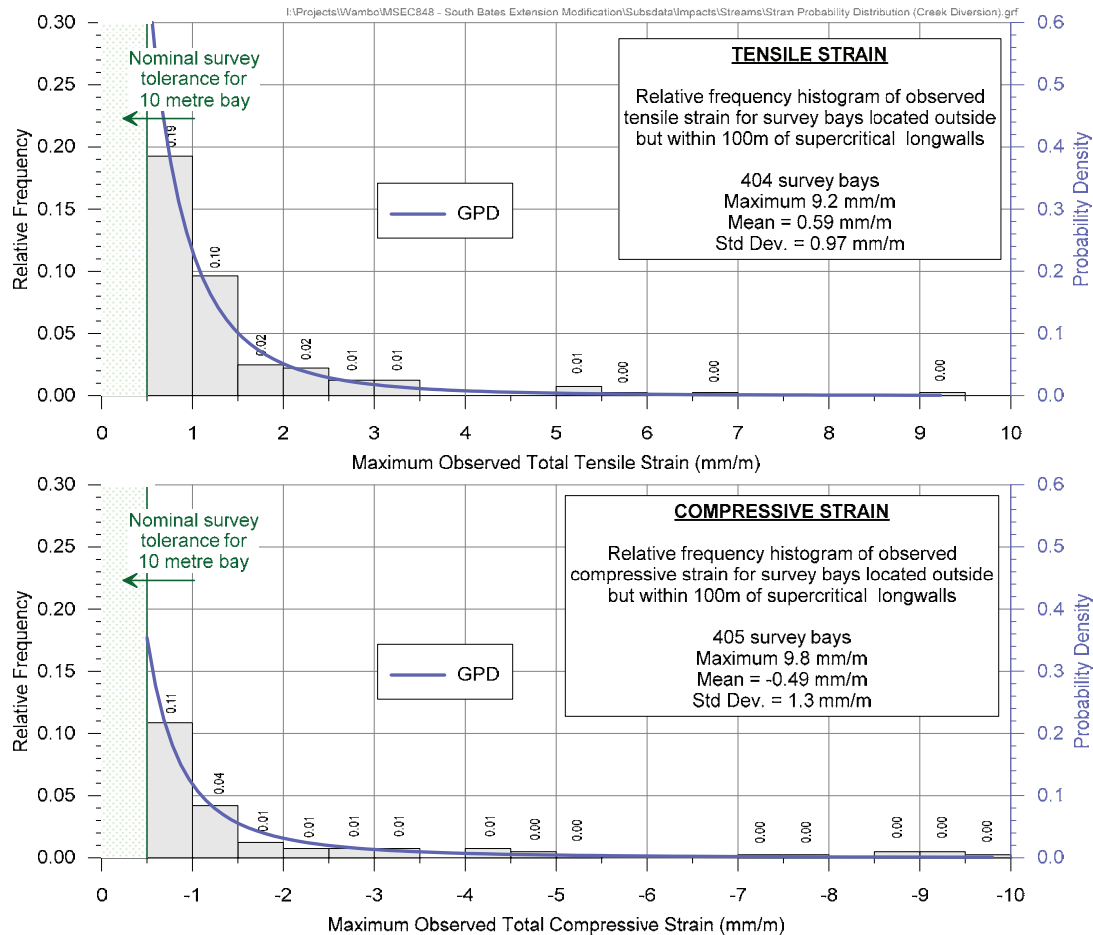 I:\Projects\Wambo\MSEC848 - South Bates Extension Modification\Subsdata\Impacts\Streams\Strain Probability Distribution (Creek Diversion).grf
Nominal survey
tolerance for
10 metre bay
TENSILE STRAIN
Relative frequency histogram of observed
tensile strain for survey bays located outside
but within 100m of supercritical longwalls
404 survey bays
Maximum 9.2 mm/m
Mean = 0.59 mm/m
Std Dev. = 0.97 mm/m
GPD
Relative Frequency
0.30
0.25
0.20
0.15
0.10
0.05
0.00
0.19
0.10
0.02
0.02
0.01
0.01
0.01
0.00
0.00
0.00
Probability Density
0.6
0.5
0.4
0.3
0.2
0.1
0.0
0 1 2 3 4 5 6 7 8 9 10
Maximum Observed Total Tensile Strain (mm/m)
Nominal survey
tolerance for
10 metre bay
COMPRESSIVE STRAIN
Relative frequency histogram of observed
compressive strain for survey bays located outside
but within 100m of supercritical longwalls
405 survey bays
Maximum 9.8 mm/m
Mean = -0.49 mm/m
Std Dev. = 1.3 mm/m
GPD
Relative Frequency
0.30
0.25
0.20
0.15
0.10
0.05
0.00
0.11
0.04
0.01
0.01
0.01
0.01
0.01
0.00
0.00
0.00
0.00
0.00
0.00
0.00
Probability Density
0.6
0.5
0.4
0.3
0.2
0.1
0.0
0 -1 -2 -3 -4 -5 -6 -7 -8 -9 -10
Maximum Observed Total Compressive Strain (mm/m)